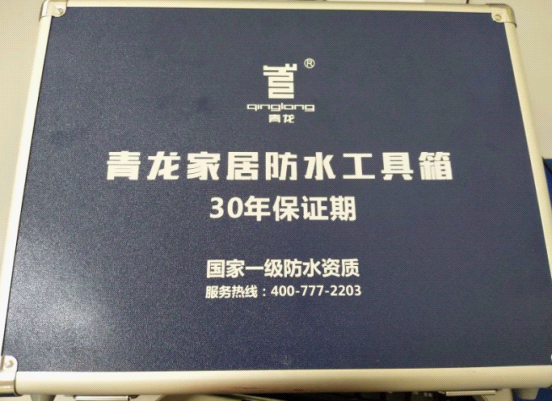 ®
qinglong
青龙
青龙家居防水工具箱
30年保证期
国家一级防水资质
服务热线：400-777-2203